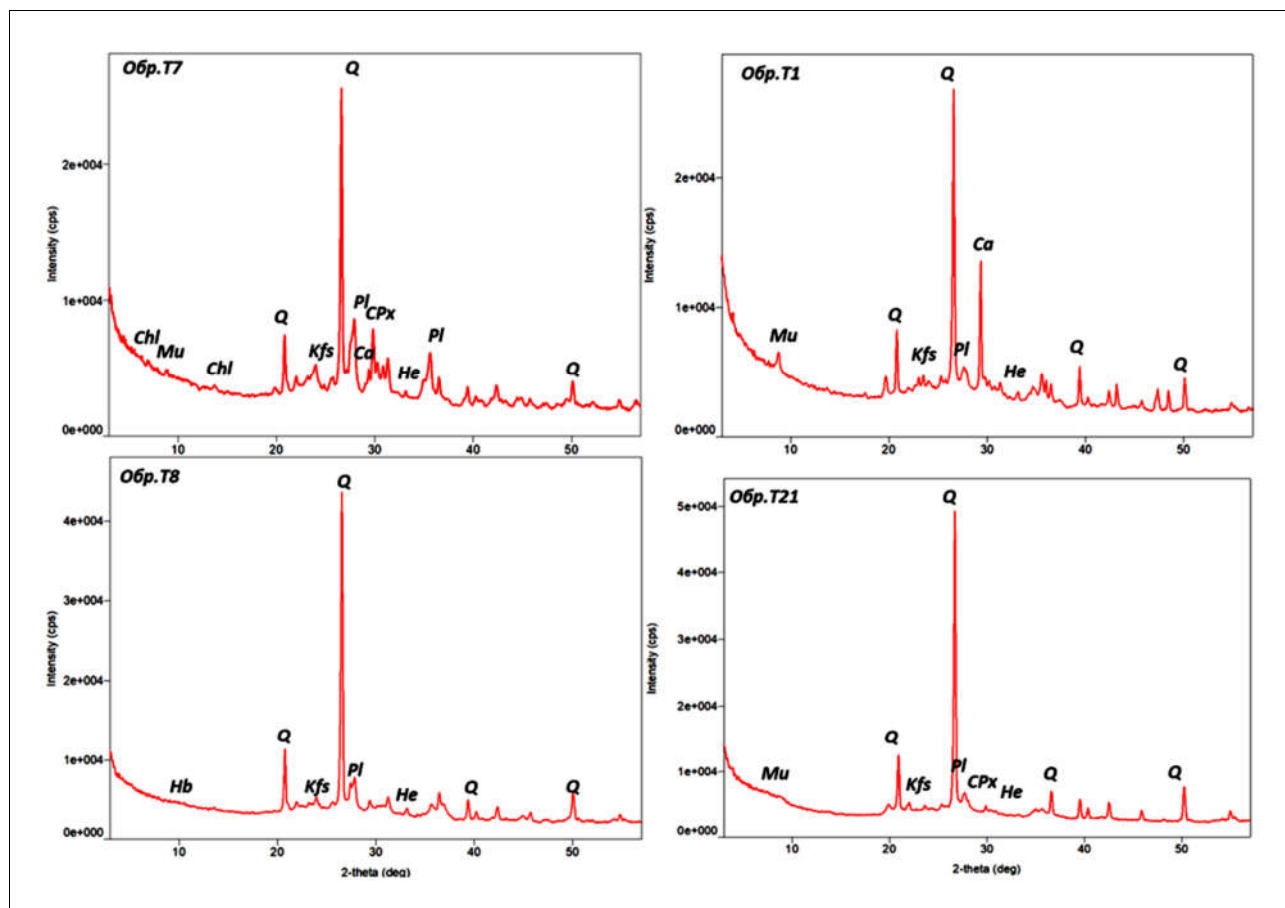 Обр.Т7
Q
2e+004
Intensity (cps)
Pl
CPx
1e+004
Q
Pl
Chl
Mu
Chl
Kfs
Ca
He
Q
0e+000
10
20
30
40
50
Обр.Т1
Q
2e+004
Intensity (cps)
Ca
1e+004
Q
Mu
Kfs
Pl
He
Q
Q
0e+000
10
20
30
40
50
Обр.Т8
Q
4e+004
3e+004
Intensity (cps)
2e+004
1e+004
Q
Hb
Kfs
Pl
He
Q
Q
0e+000
10
20
30
40
50
2-theta (deg)
Обр.Т21
Q
5e+004
4e+004
3e+004
Intensity (cps)
2e+004
1e+004
Q
Mu
Kfs
Pl
CPx
He
Q
Q
0e+000
10
20
30
40
50
2-theta (deg)